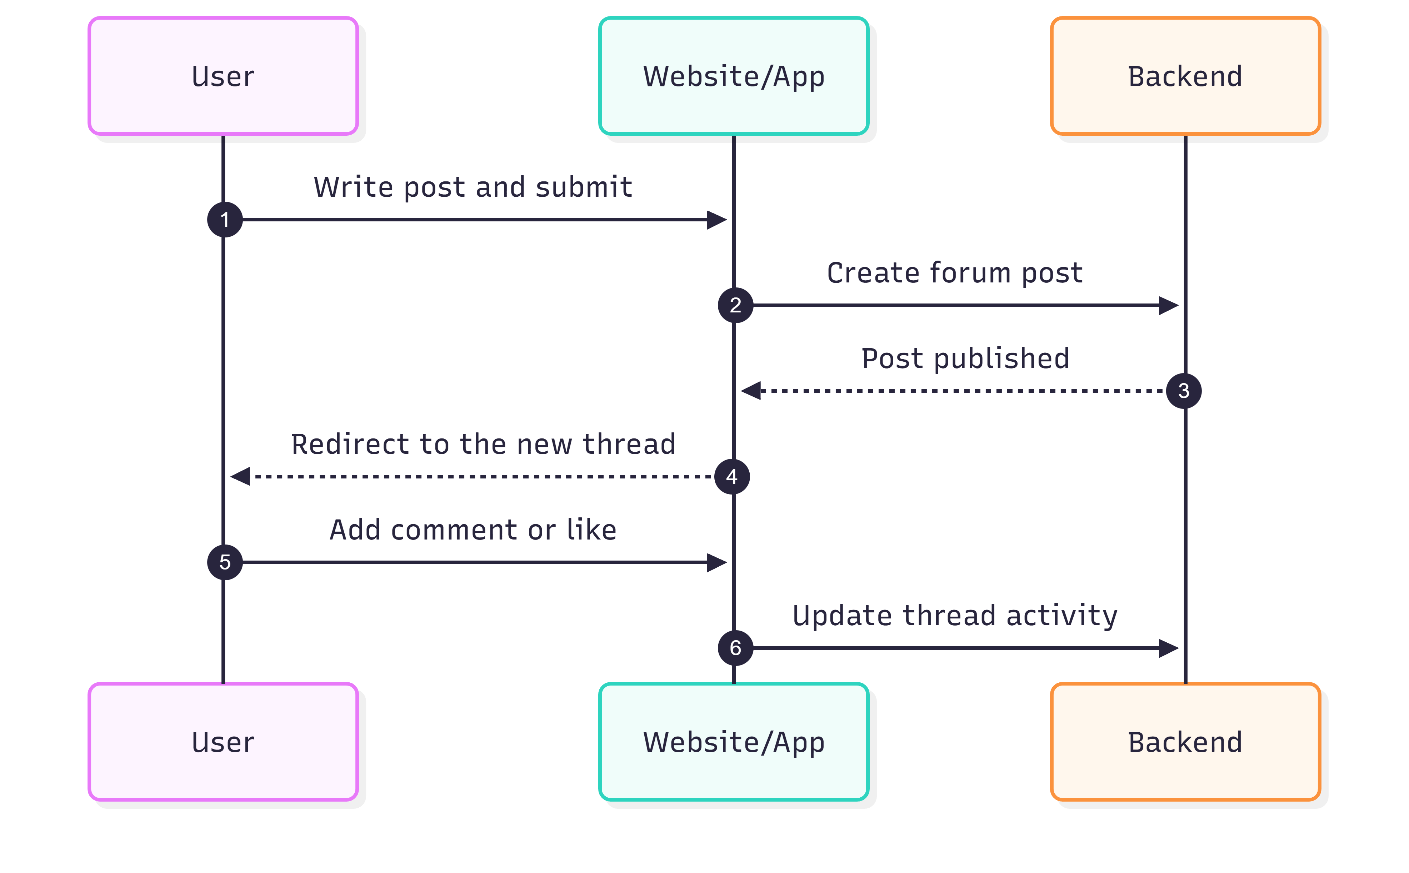 User
Website/App
Backend
Write post and submit
1
Create forum post
2
Post published
3
Redirect to the new thread
4
Add comment or like
5
Update thread activity
6
User
Website/App
Backend